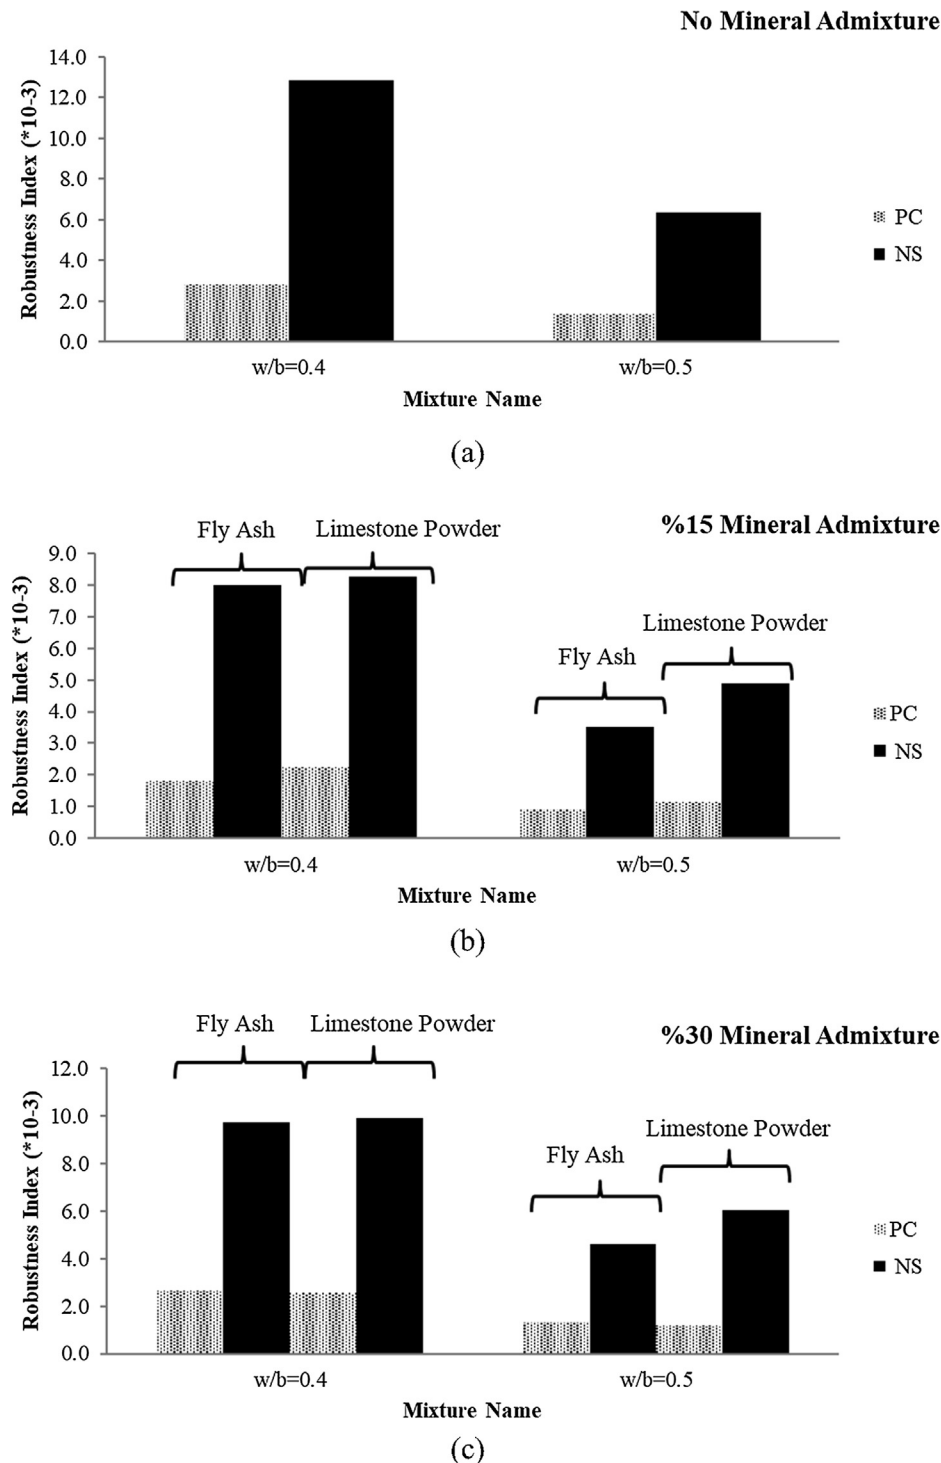 No Mineral Admixture
14.0
12.0
10.0
8.0
6.0
4.0
2.0
0.0
Robustness Index (*10-3)
PC
NS
w/b=0.4 w/b=0.5
Mixture Name
(a)
%15 Mineral Admixture
Fly Ash Limestone Powder
Limestone Powder
Fly Ash
9.0
8.0
7.0
6.0
5.0
4.0
3.0
2.0
1.0
0.0
Robustness Index (*10-3)
PC
NS
w/b=0.4 w/b=0.5
Mixture Name
(b)
Fly Ash Limestone Powder
%30 Mineral Admixture
Limestone Powder
Fly Ash
12.0
10.0
8.0
6.0
4.0
2.0
0.0
Robustness Index (*10-3)
PC
NS
w/b=0.4 w/b=0.5
Mixture Name
(c)